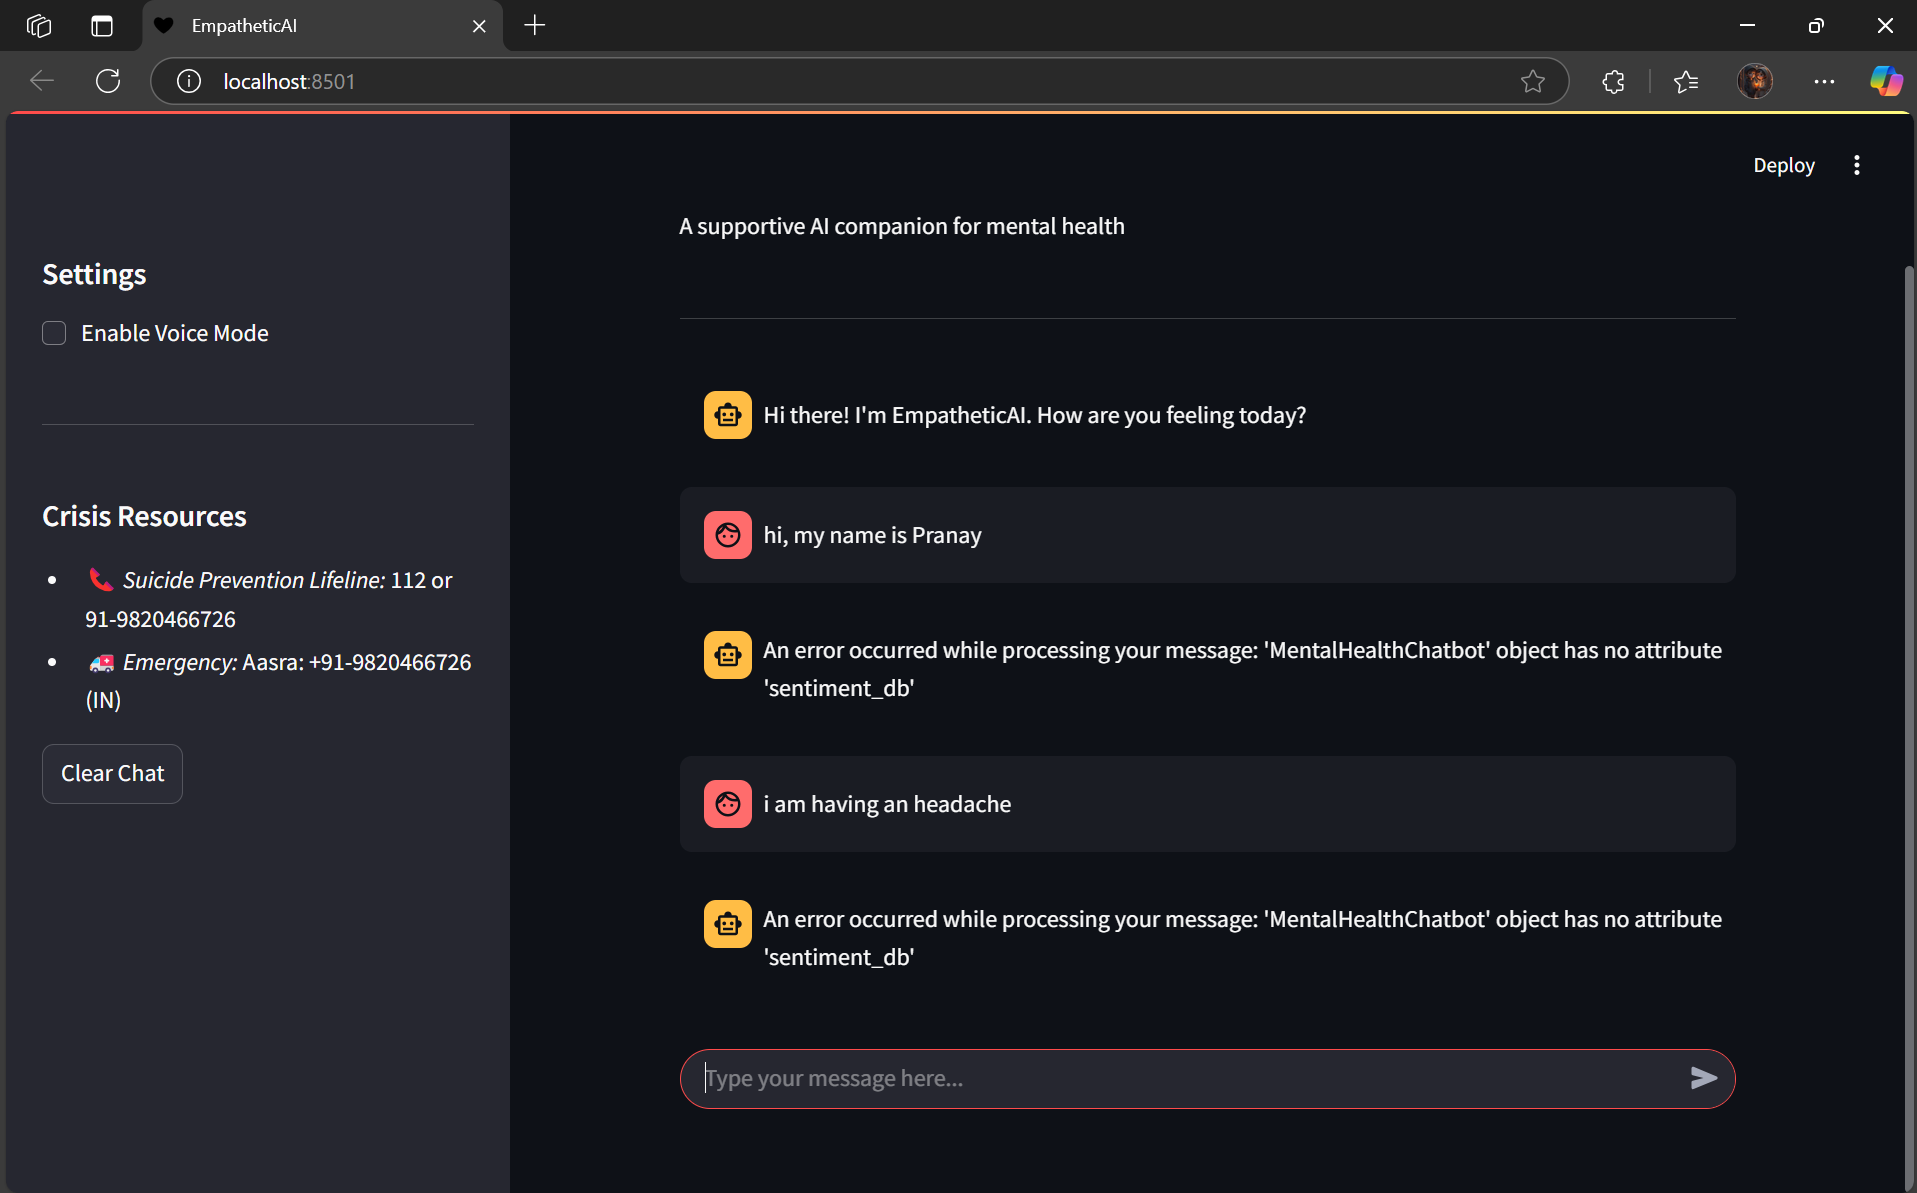 EmpatheticAI
localhost:8501
Deploy
A supportive AI companion for mental health
Settings
Enable Voice Mode
Crisis Resources
• 📞 Suicide Prevention Lifeline: 112 or
91-9820466726
• 🚑 Emergency: Aasra: +91-9820466726
(IN)
Clear Chat
Hi there! I'm EmpatheticAI. How are you feeling today?
hi, my name is Pranay
An error occurred while processing your message: 'MentalHealthChatbot' object has no attribute
'sentiment_db'
i am having an headache
An error occurred while processing your message: 'MentalHealthChatbot' object has no attribute
'sentiment_db'
Type your message here...